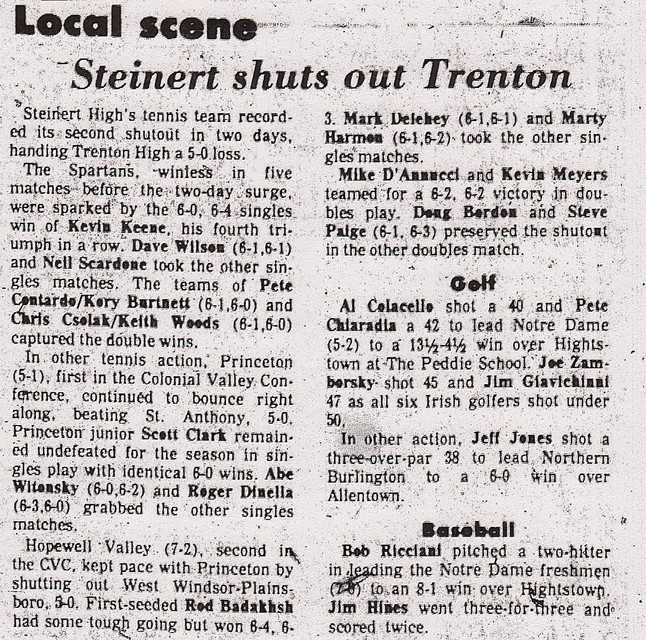 Local scene
Steinert shuts out Trenton
Steinert High's tennis team record-
ed its second shutout in two days,
handing Trenton High a 5-0 loss.
The Spartans, winless in five
matches before the two-day surge,
were sparked by the 6-0, 6-4 singles
win of Kevin Keene, his fourth tri-
umph in a row. Dave Wilson (6-1,6-1)
and Neil Scardone took the other sin-
gles matches. The teams of Pete
Contardo/Kory Burtnett (6-1,6-0) and
Chris Csolak/Keith Woods (6-1,6-0)
captured the double wins.
In other tennis action, Princeton
(5-1), first in the Colonial Valley Con-
ference, continued to bounce right
along, beating St. Anthony, 5-0.
Princeton junior Scott Clark remain-
ed undefeated for the season in sin-
gles play with identical 6-0 wins. Abe
Witonsky (6-0,6-2) and Roger Dinella
(6-3,6-0) grabbed the other singles
matches.
Hopewell Valley (7-2), second in
the CVC, kept pace with Princeton by
shutting out West Windsor-Plains-
boro, 5-0. First-seeded Rod Badakhsh
had some tough going but won 6-4, 6-
3. Mark Delehey (6-1,6-1) and Marty
Harmon (6-1,6-2) took the other sin-
gles matches.
Mike D'Annucci and Kevin Meyers
teamed for a 6-2, 6-2 victory in dou-
bles play. Doug Bordon and Steve
Paige (6-1, 6-3) preserved the shutout
in the other doubles match.
Golf
Al Colacello shot a 40 and Pete
Chiaradia a 42 to lead Notre Dame
(5-2) to a 13½-4½ win over Hights-
town at The Peddie School. Joe Zam-
borsky shot 45 and Jim Giavichinni
47 as all six Irish golfers shot under
50.
In other action, Jeff Jones shot a
three-over-par 38 to lead Northern
Burlington to a 6-0 win over
Allentown.
Baseball
Bob Ricciani pitched a two-hitter
in leading the Notre Dame freshmen
to an 8-1 win over Hightstown.
Jim Hines went three-for-three and
scored twice.